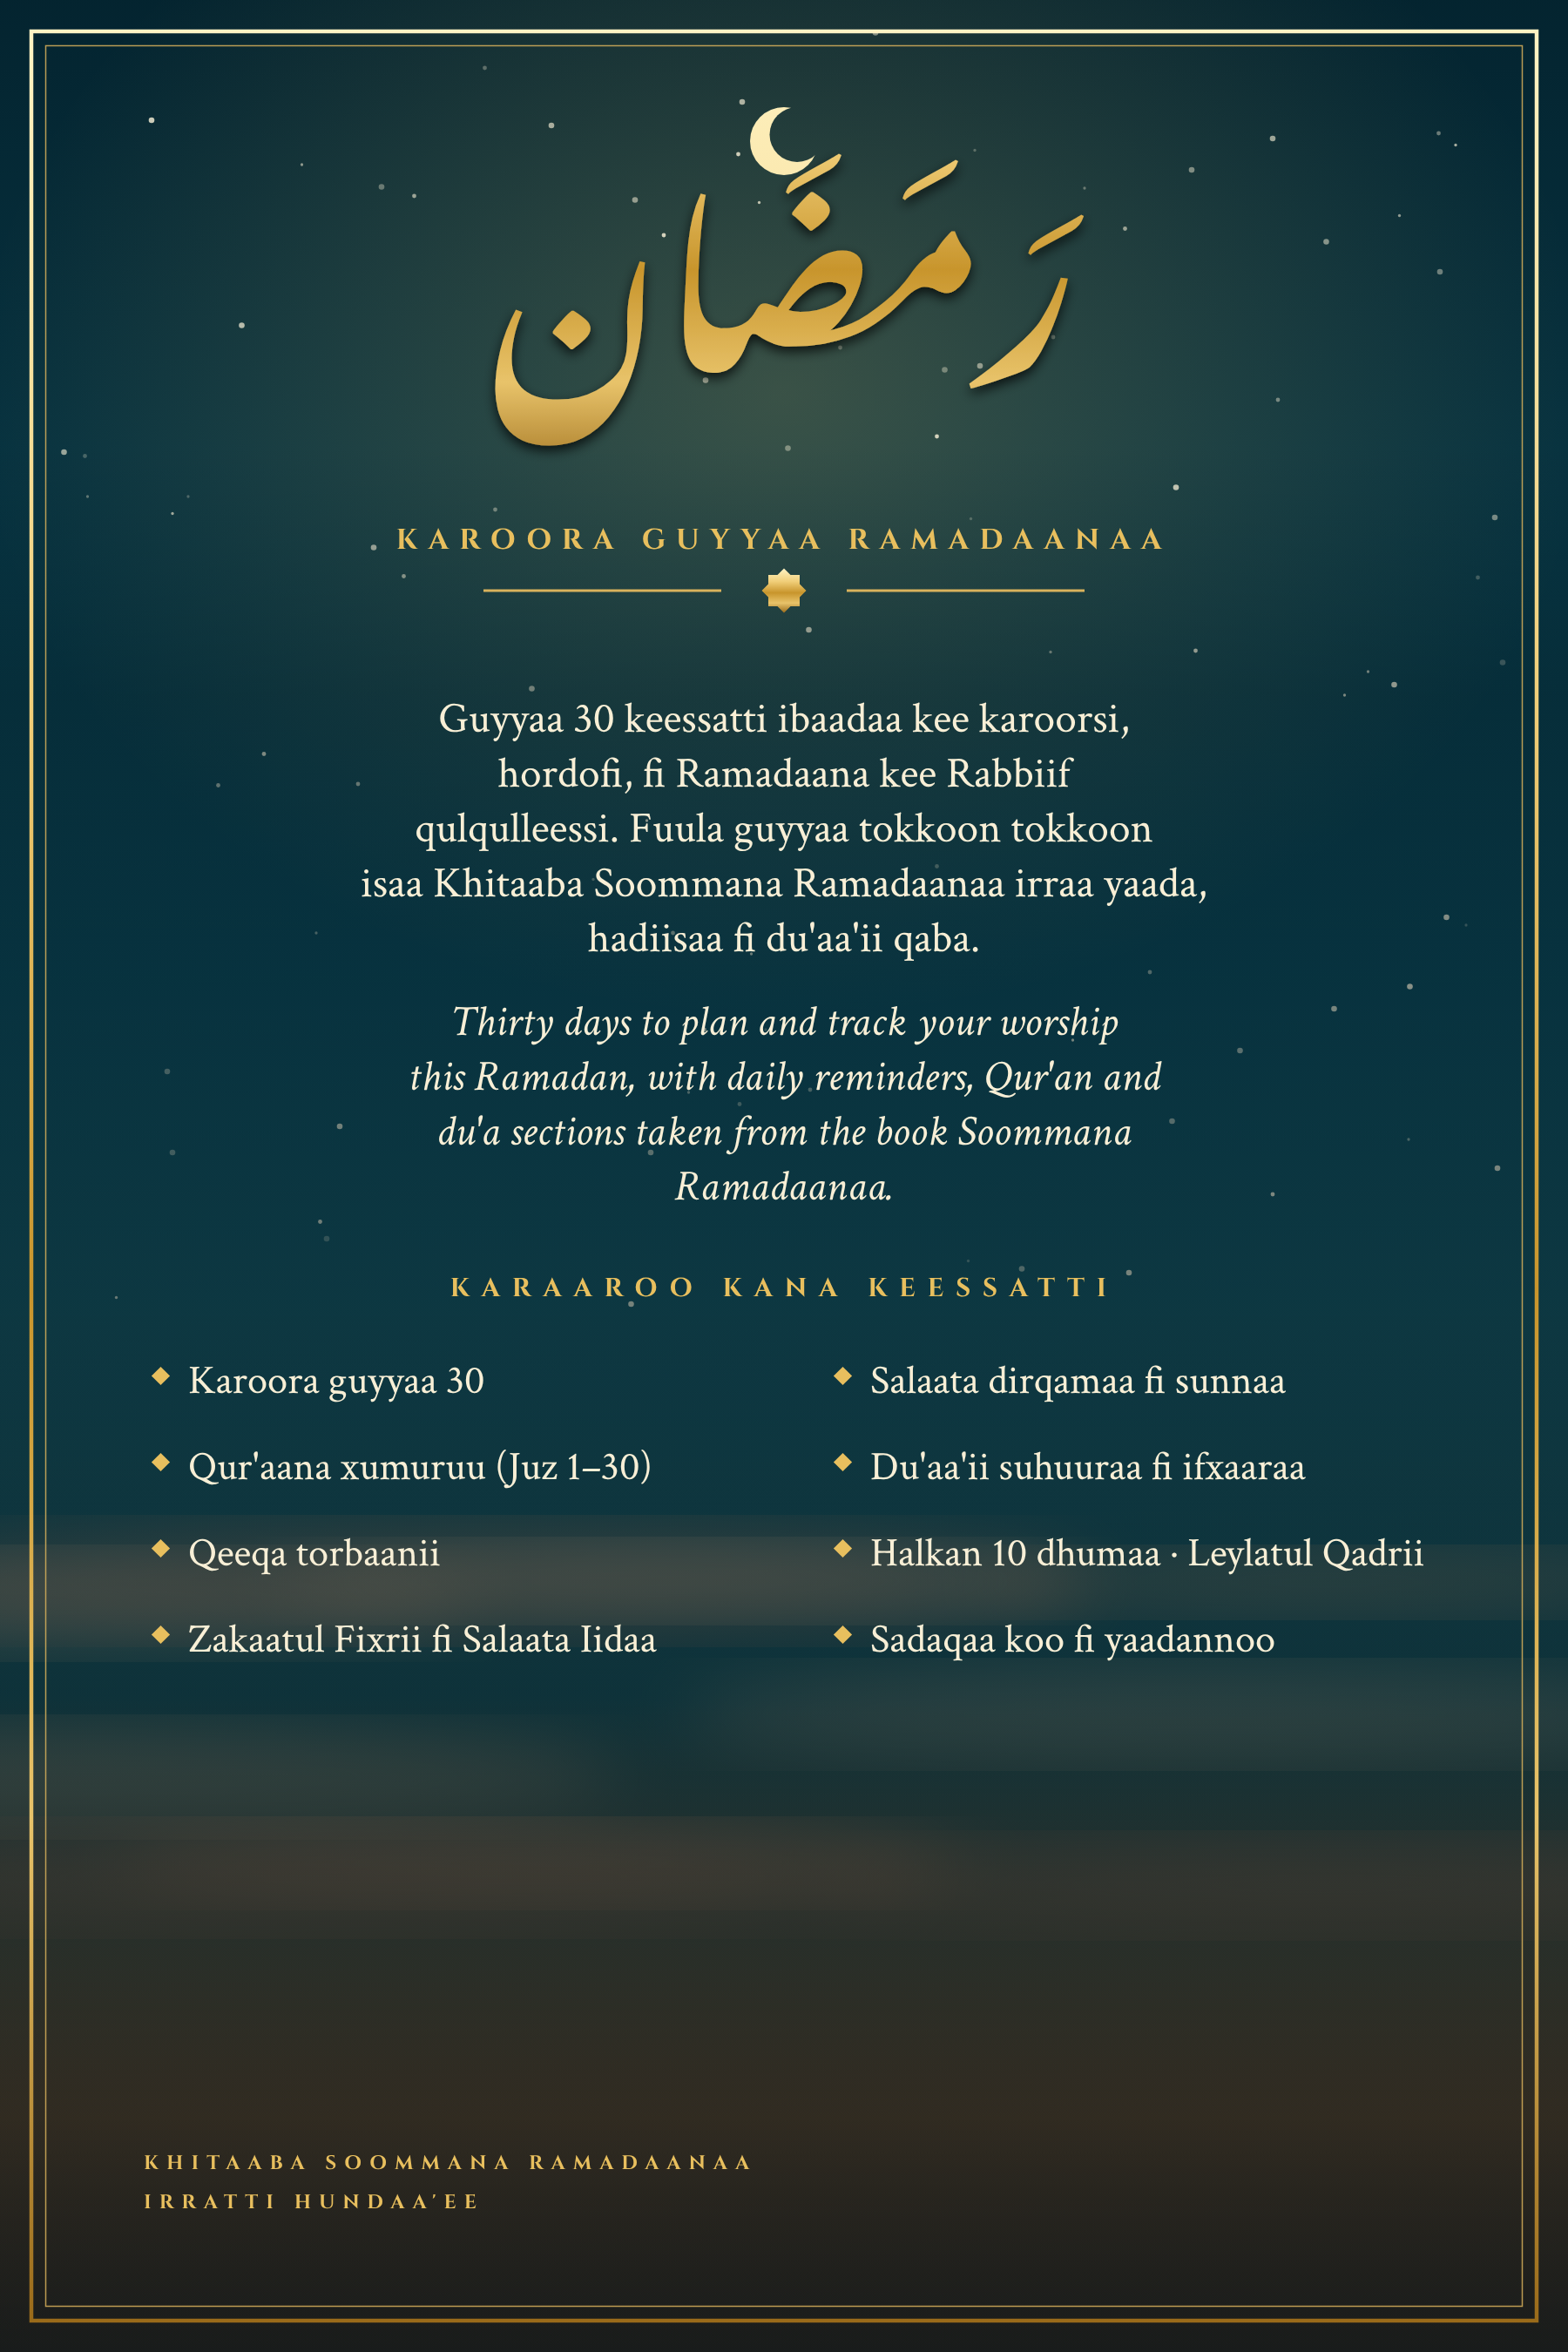 رَمَضَان
KAROORA GUYYAA RAMADAANAA
Guyyaa 30 keessatti ibaadaa kee karoorsi,
hordofi, fi Ramadaana kee Rabbiif
qulqulleessi. Fuula guyyaa tokkoon tokkoon
isaa Khitaaba Soommana Ramadaanaa irraa yaada,
hadiisaa fi du'aa'ii qaba.
Thirty days to plan and track your worship
this Ramadan, with daily reminders, Qur'an and
du'a sections taken from the book Soommana
Ramadaanaa.
KARAAROO KANA KEESSATTI
Karoora guyyaa 30
Salaata dirqamaa fi sunnaa
Qur'aana xumuruu (Juz 1–30)
Du'aa'ii suhuuraa fi ifxaaraa
Qeeqa torbaanii
Halkan 10 dhumaa · Leylatul Qadrii
Zakaatul Fixrii fi Salaata Iidaa
Sadaqaa koo fi yaadannoo
KHITAABA SOOMMANA RAMADAANAA
IRRATTI HUNDAA'EE